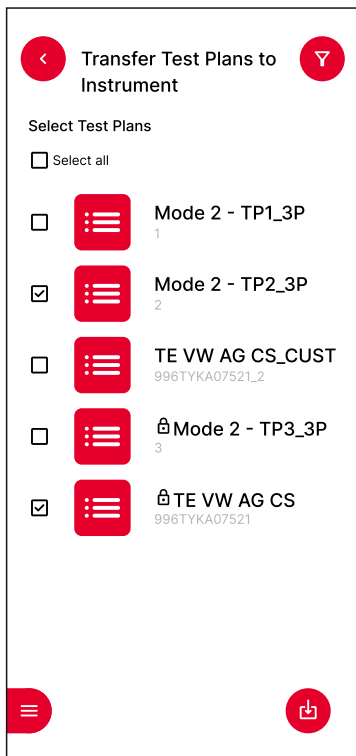 Transfer Test Plans to
Instrument
Select Test Plans
Select all
Mode 2 - TP1_3P
1
Mode 2 - TP2_3P
2
TE VW AG CS_CUST
996TYKA07521_2
Mode 2 - TP3_3P
3
TE VW AG CS
996TYKA07521